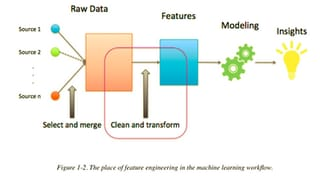 Raw Data
Features
Modeling
Insights
Source 1
Source 2
.
.
.
Source n
Select and merge
Clean and transform
Figure 1-2. The place of feature engineering in the machine learning workflow.